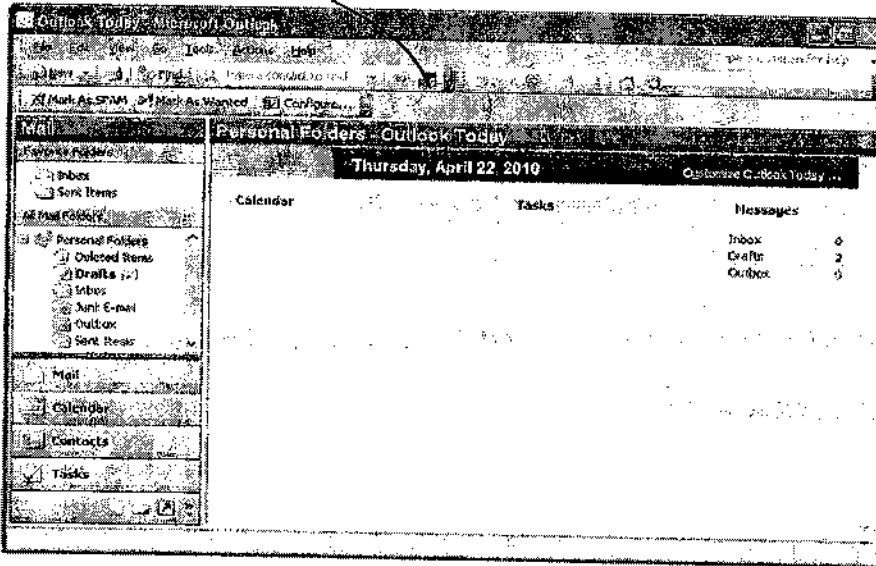 Outlook Today - Microsoft Outlook
File Edit View Go Tools Actions Help
New Find
Mark As SPAM Mark As Wanted Configure...
Mail
Personal Folders - Outlook Today
Favorite Folders
Thursday, April 22, 2010
Customize Outlook Today ...
Inbox
Sent Items
Calendar
Tasks
Messages
All Mail Folders
Inbox 0
Drafts 2
Outbox 0
Personal Folders
Deleted Items
Drafts [2]
Inbox
Junk E-mail
Outbox
Sent Items
Mail
Calendar
Contacts
Tasks